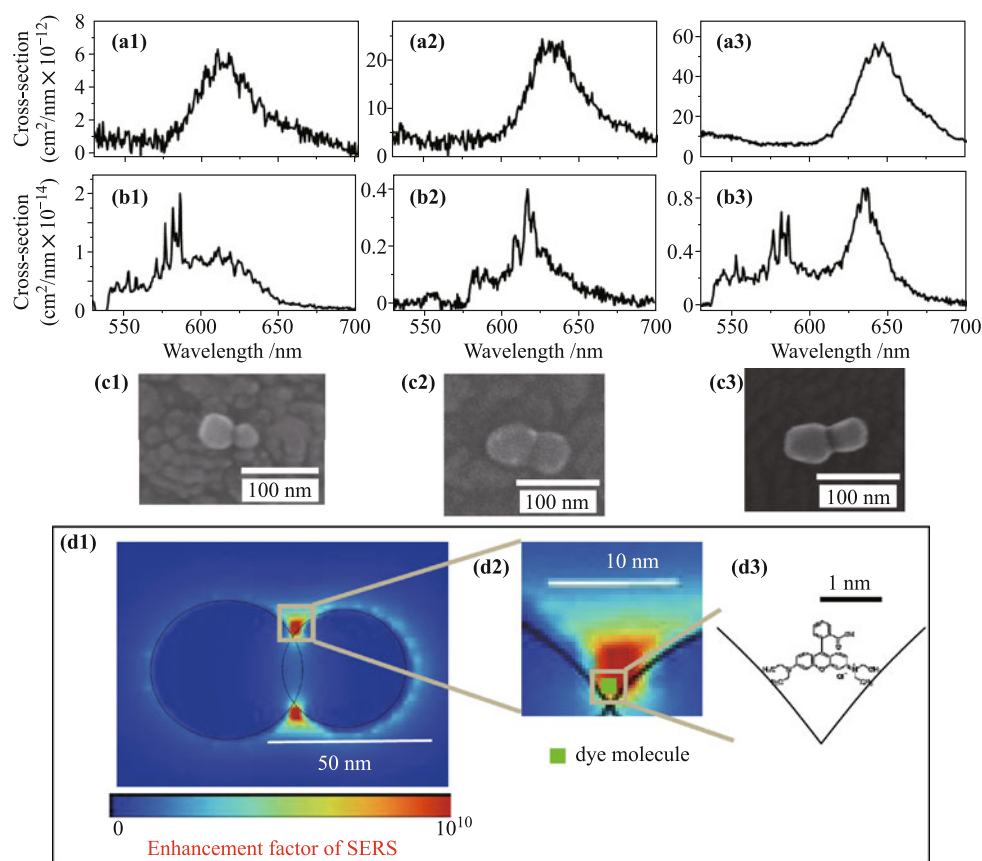 (a1)
(a2)
(a3)
Cross-section
(cm²/nm × 10⁻¹²)
8
6
4
2
0
20
10
0
60
40
20
0
(b1)
(b2)
(b3)
Cross-section
(cm²/nm × 10⁻¹⁴)
2
1
0
0.4
0.2
0
1.2
0.8
0.4
0
550 600 650 700
550 600 650 700
550 600 650 700
Wavelength /nm
Wavelength /nm
Wavelength /nm
(c1)
100 nm
(c2)
100 nm
(c3)
100 nm
(d1)
50 nm
0
10¹⁰
Enhancement factor of SERS
(d2)
10 nm
dye molecule
(d3)
1 nm